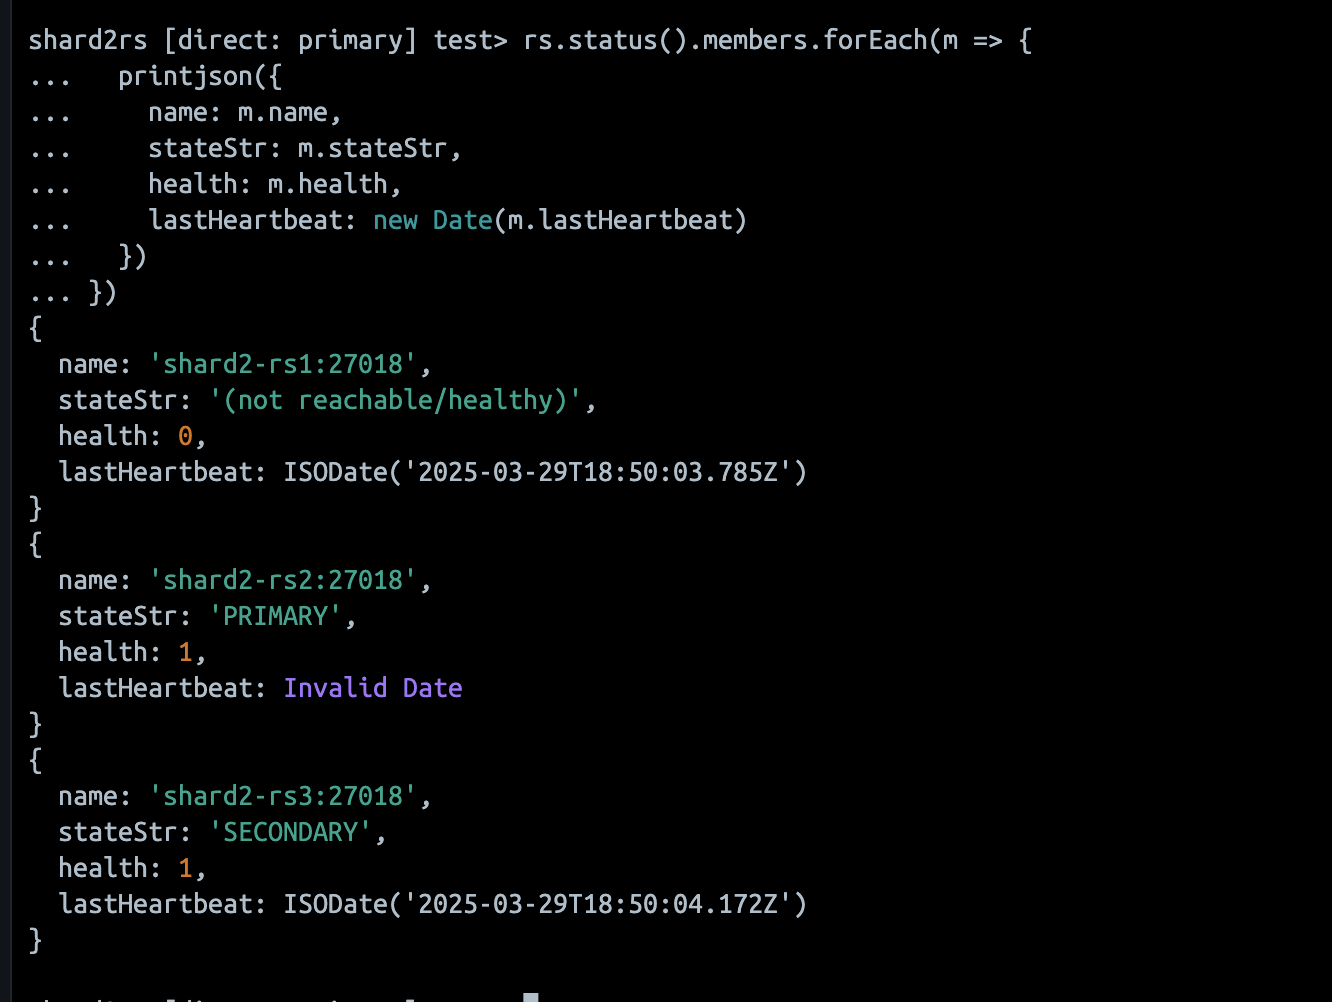 shard2rs [direct: primary] test> rs.status().members.forEach(m => {
...   printjson({
...     name: m.name,
...     stateStr: m.stateStr,
...     health: m.health,
...     lastHeartbeat: new Date(m.lastHeartbeat)
...   })
... })
{
  name: 'shard2-rs1:27018',
  stateStr: '(not reachable/healthy)',
  health: 0,
  lastHeartbeat: ISODate('2025-03-29T18:50:03.785Z')
}
{
  name: 'shard2-rs2:27018',
  stateStr: 'PRIMARY',
  health: 1,
  lastHeartbeat: Invalid Date
}
{
  name: 'shard2-rs3:27018',
  stateStr: 'SECONDARY',
  health: 1,
  lastHeartbeat: ISODate('2025-03-29T18:50:04.172Z')
}